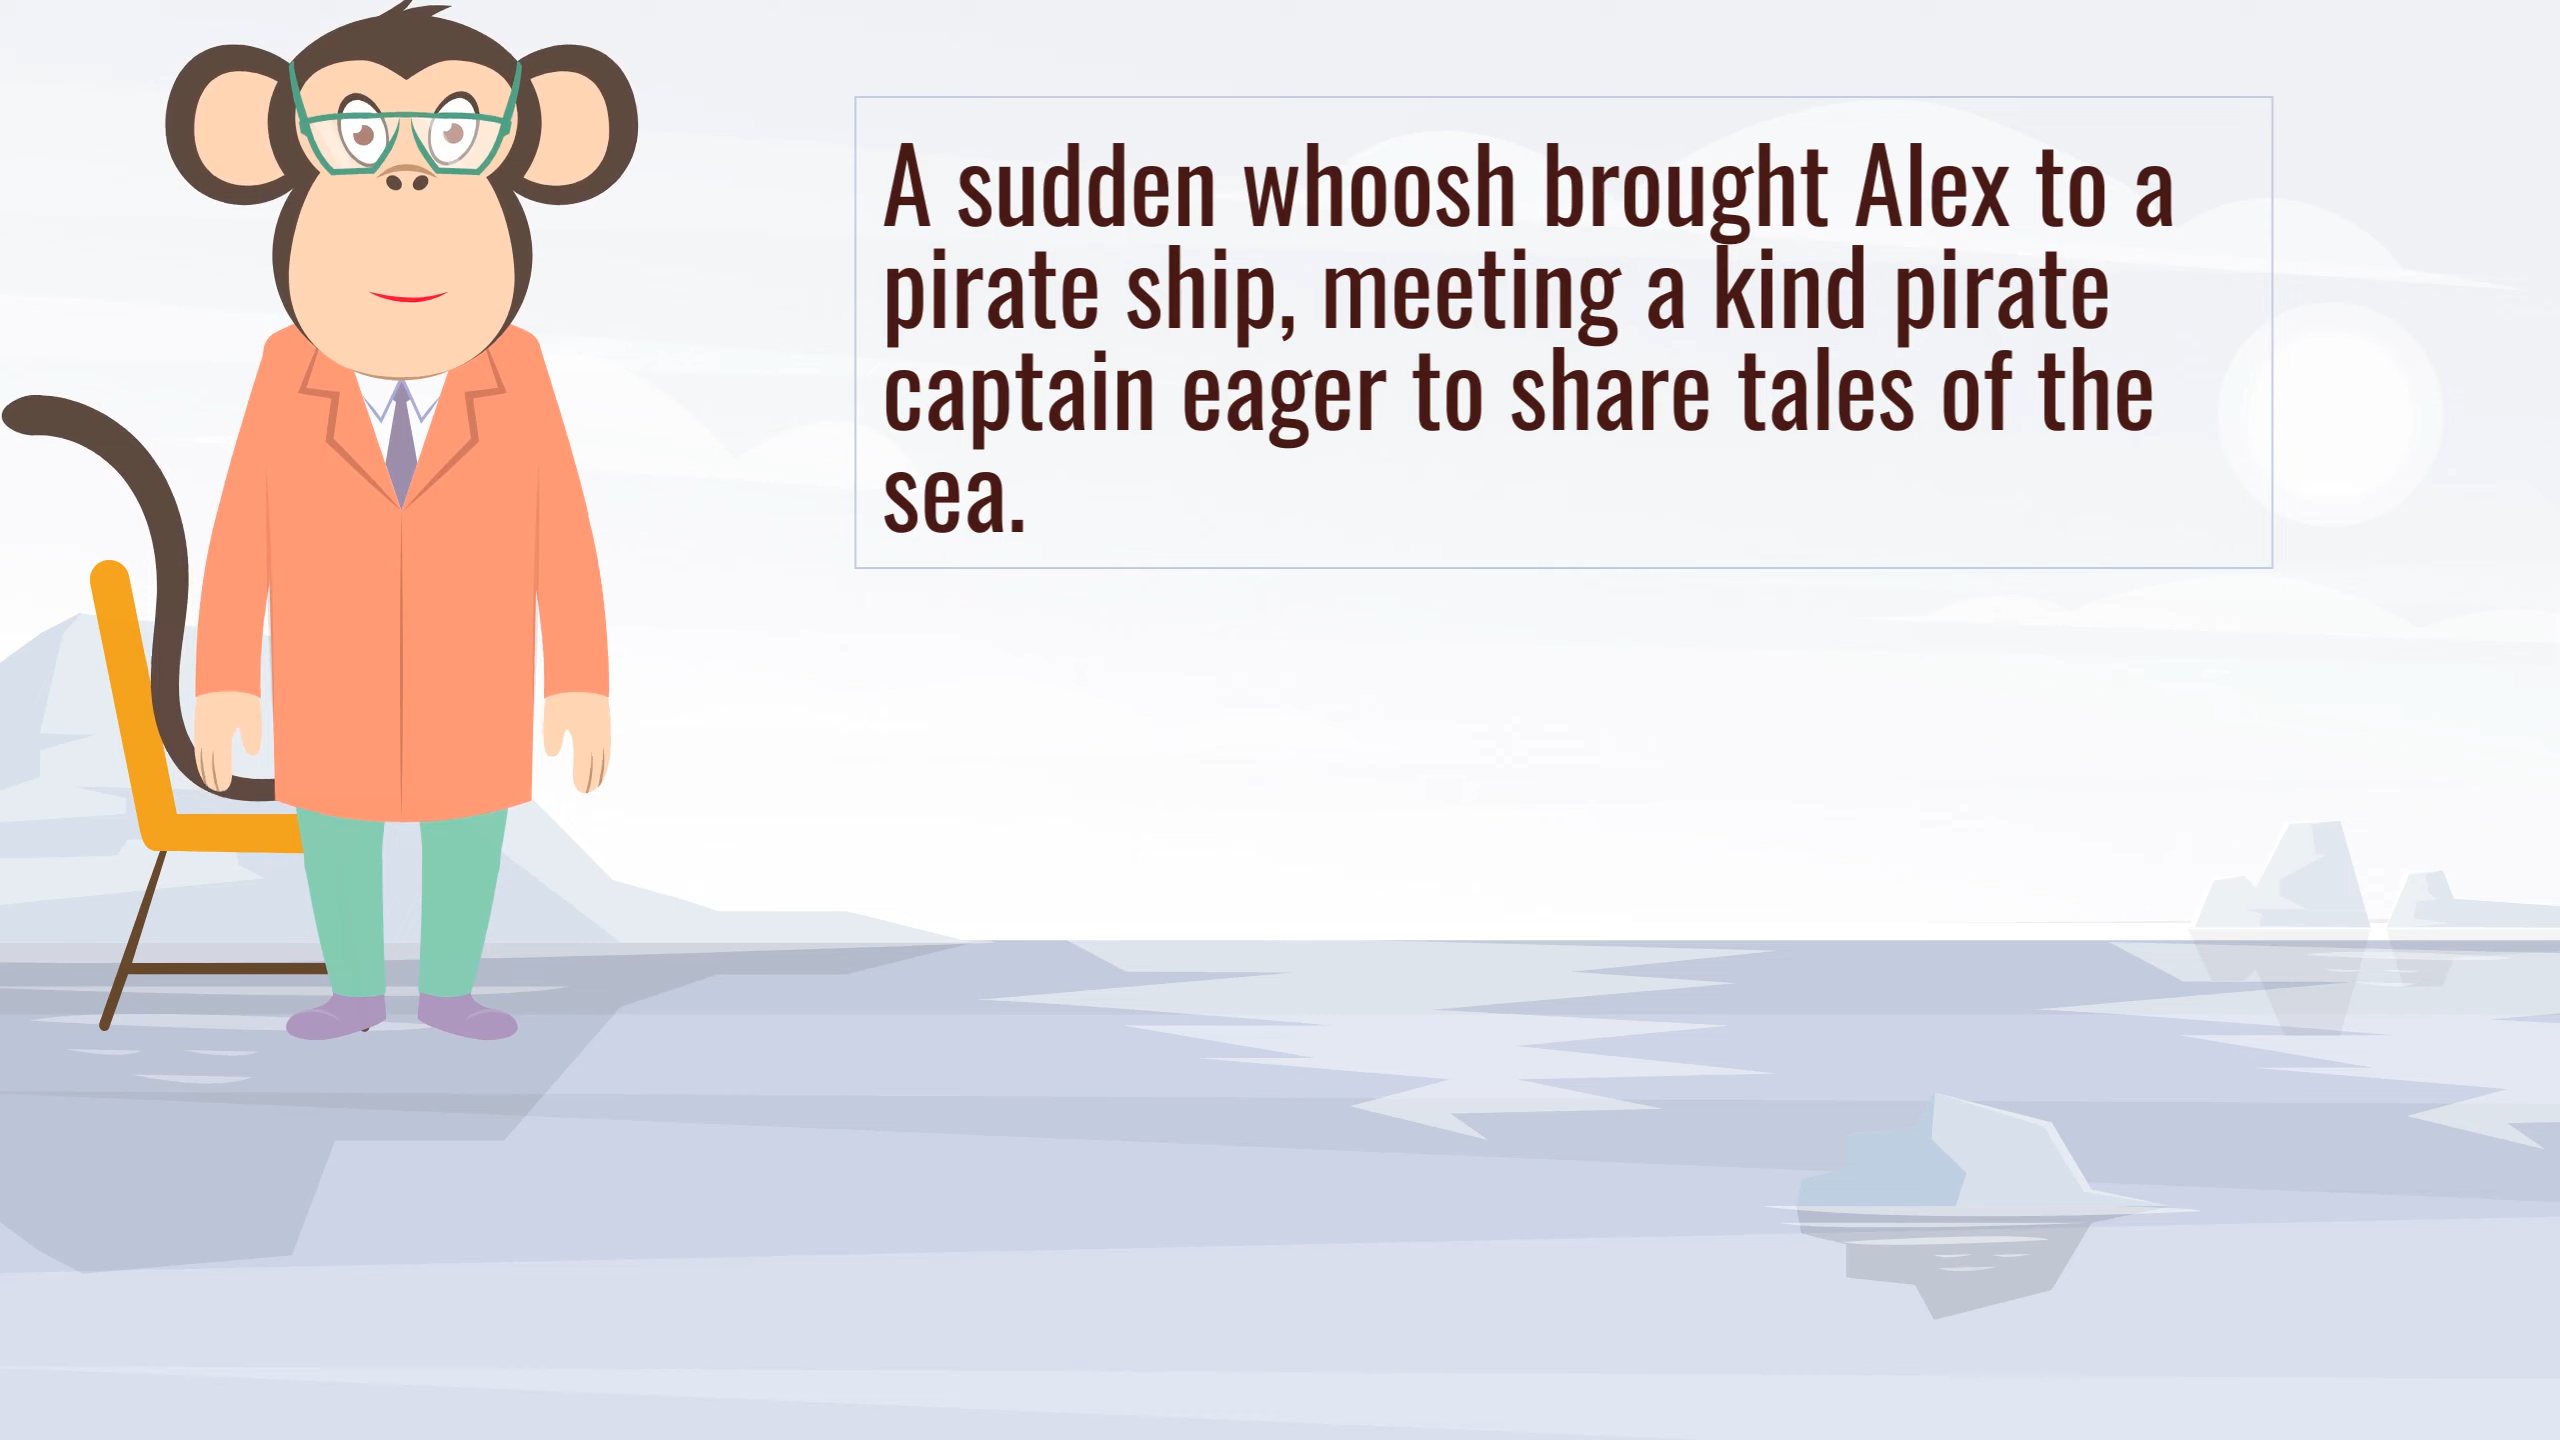 A sudden whoosh brought Alex to a
pirate ship, meeting a kind pirate
captain eager to share tales of the
sea.